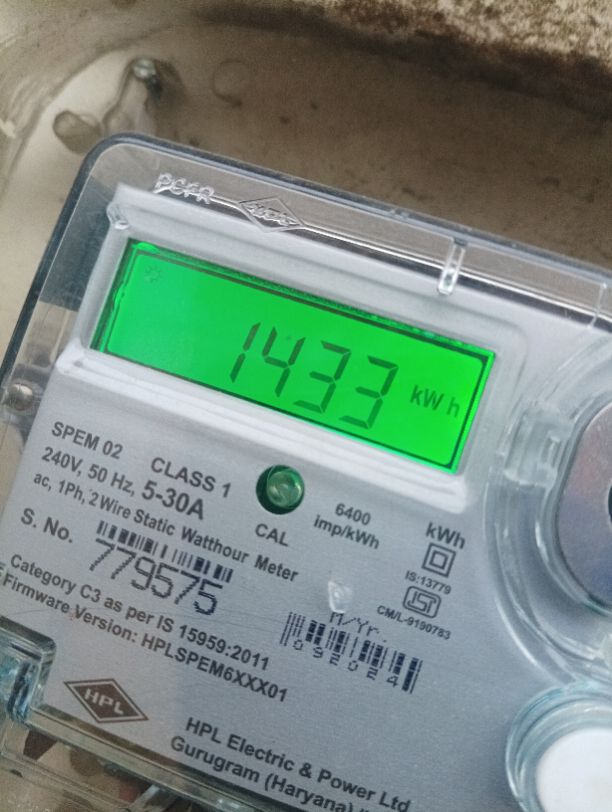 PCFR
1433 kWh
SPEM 02 CLASS 1
240V, 50 Hz, 5-30A
ac, 1Ph, 2 Wire Static Watthour Meter
CAL
6400
imp/kWh
kWh
S. No.
779575
IS:13779
CM/L-9190783
M/Yr.
Category C3 as per IS 15959:2011
Firmware Version: HPLSPEM6XXX01
HPL
HPL Electric & Power Ltd
Gurugram (Haryana)